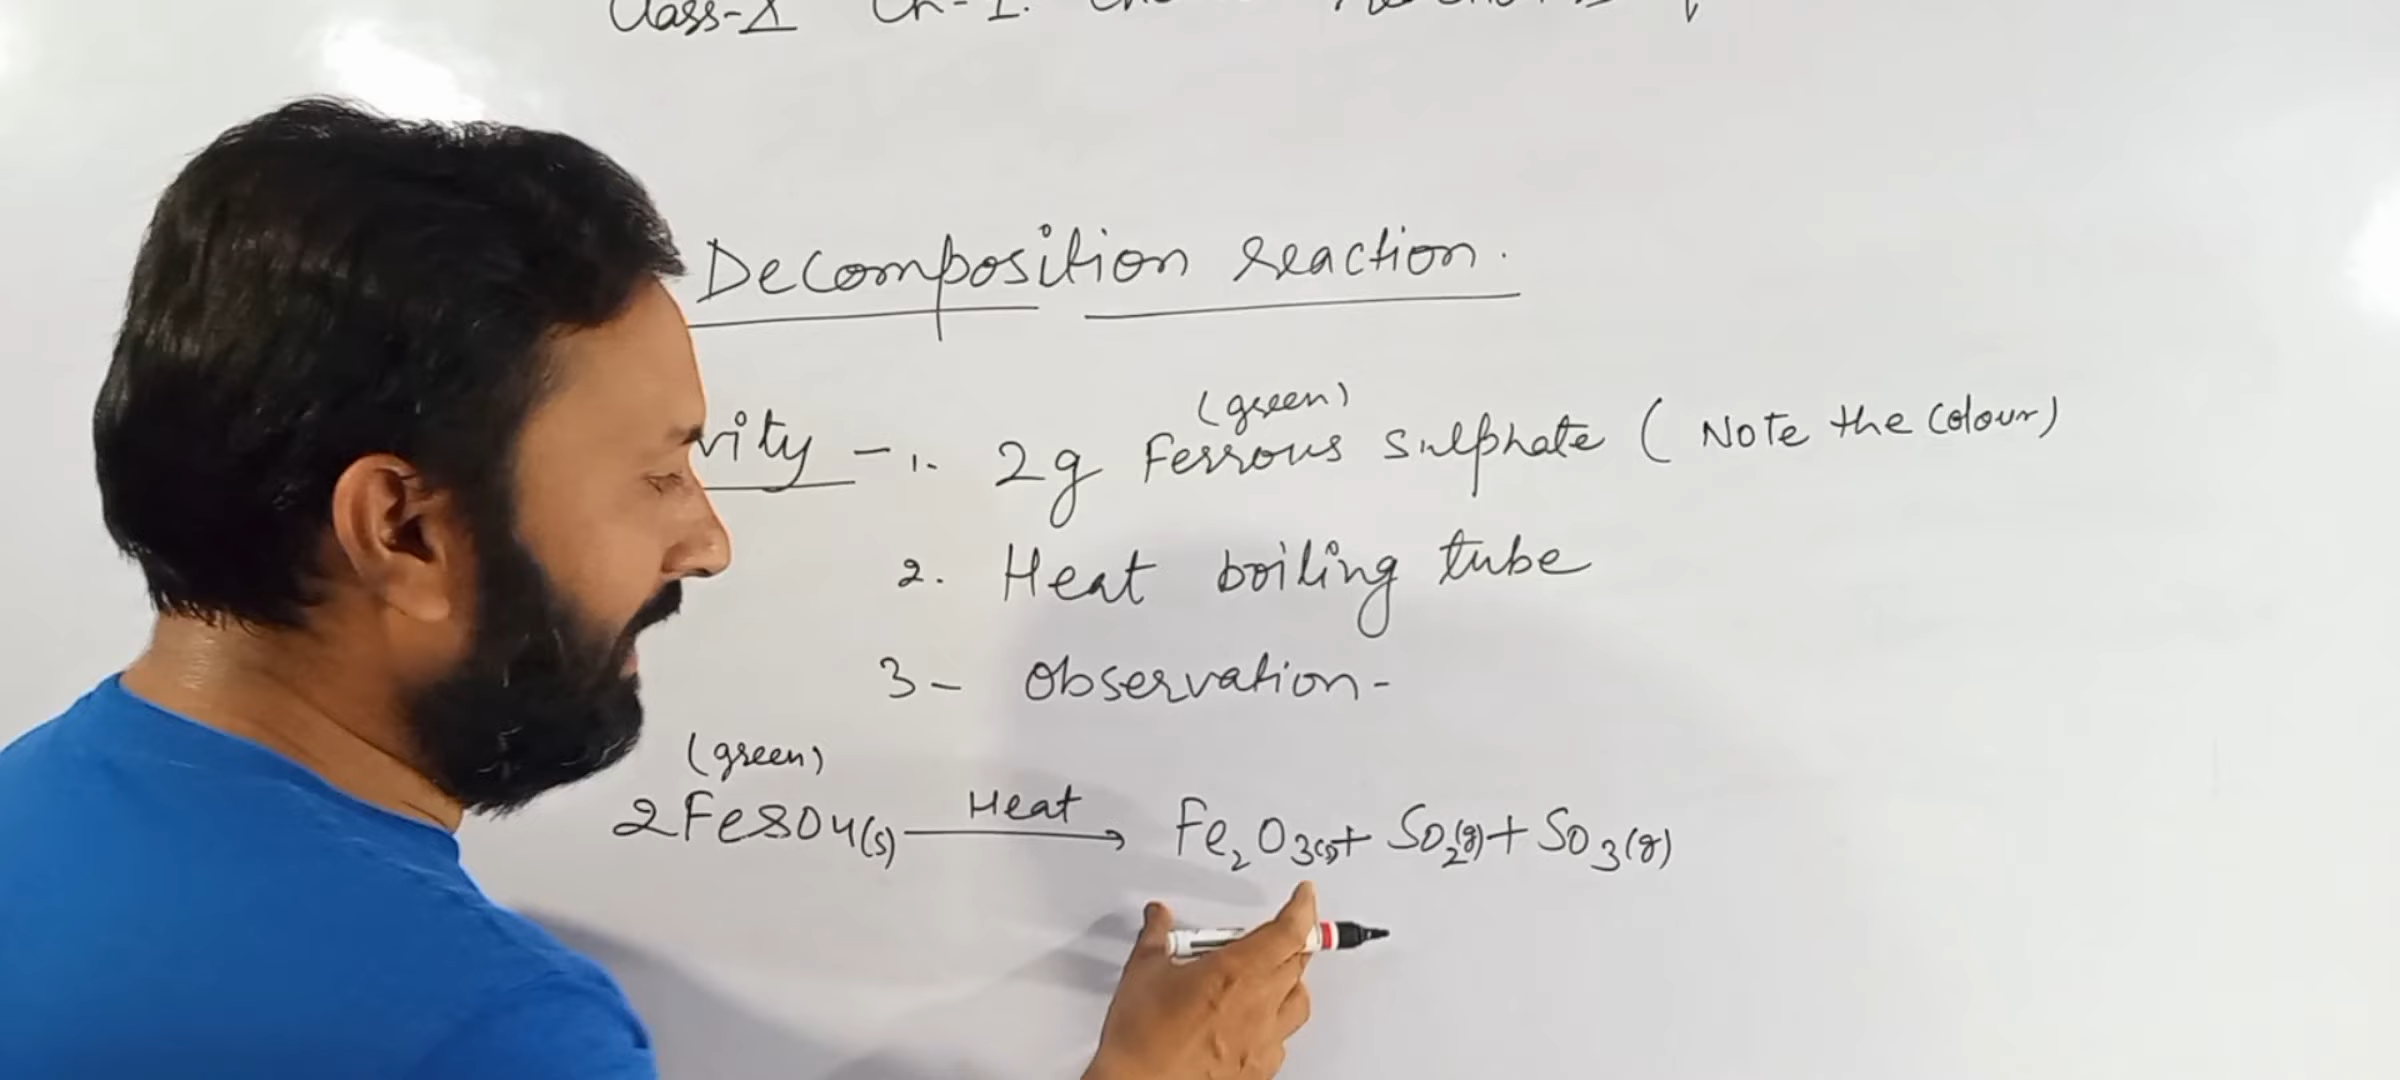 Class-X Ch-1.
Decomposition reaction.
vity - 1. 2g Ferrous Sulphate ( Note the Colour)
(green)
2. Heat boiling tube
3- Observation-
(green)
2FeSO4(s) Heat → Fe2O3(s)+ SO2(g)+ SO3(g)